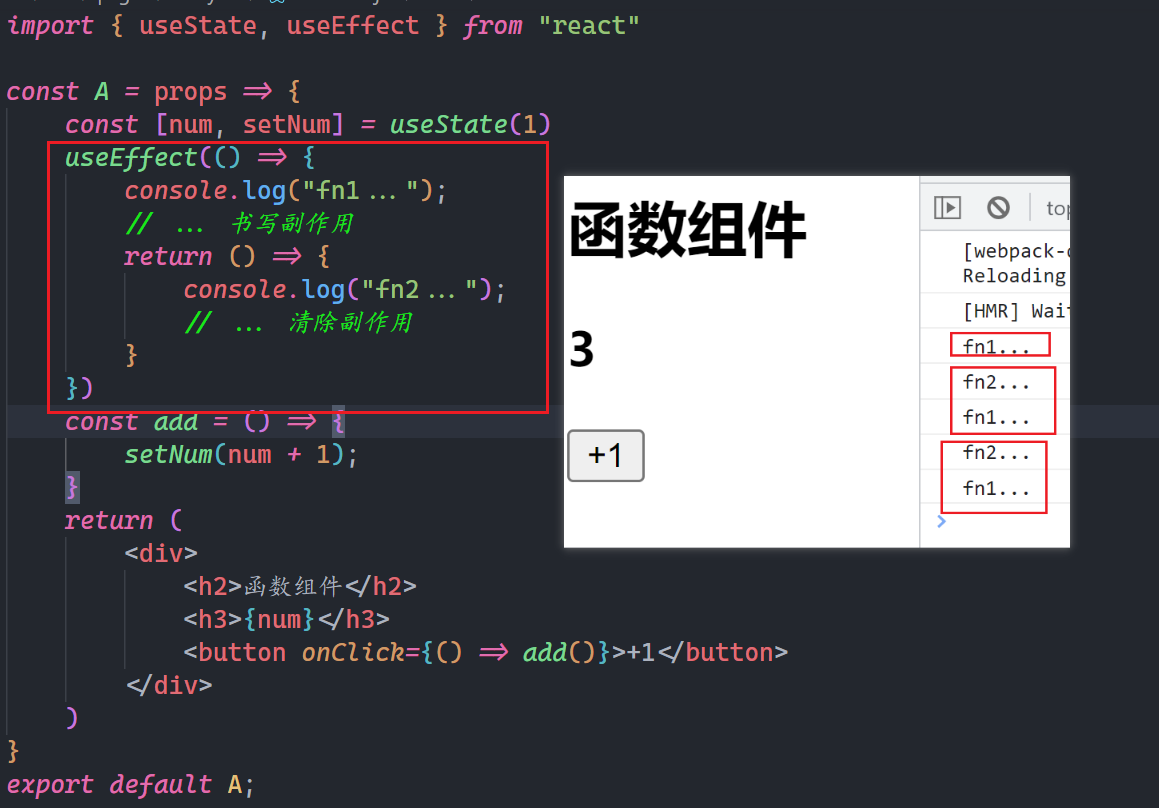 import { useState, useEffect } from "react"
const A = props => {
const [num, setNum] = useState(1)
useEffect(() => {
console.log("fn1...");
// ... 书写副作用
return () => {
console.log("fn2...");
// ... 清除副作用
}
})
const add = () => {
setNum(num + 1);
}
return (
<div>
<h2>函数组件</h2>
<h3>{num}</h3>
<button onClick={() => add()}>+1</button>
</div>
)
}
export default A;
函数组件
3
+1
top
[webpack-d
Reloading
[HMR] Wai
fn1...
fn2...
fn1...
fn2...
fn1...
>